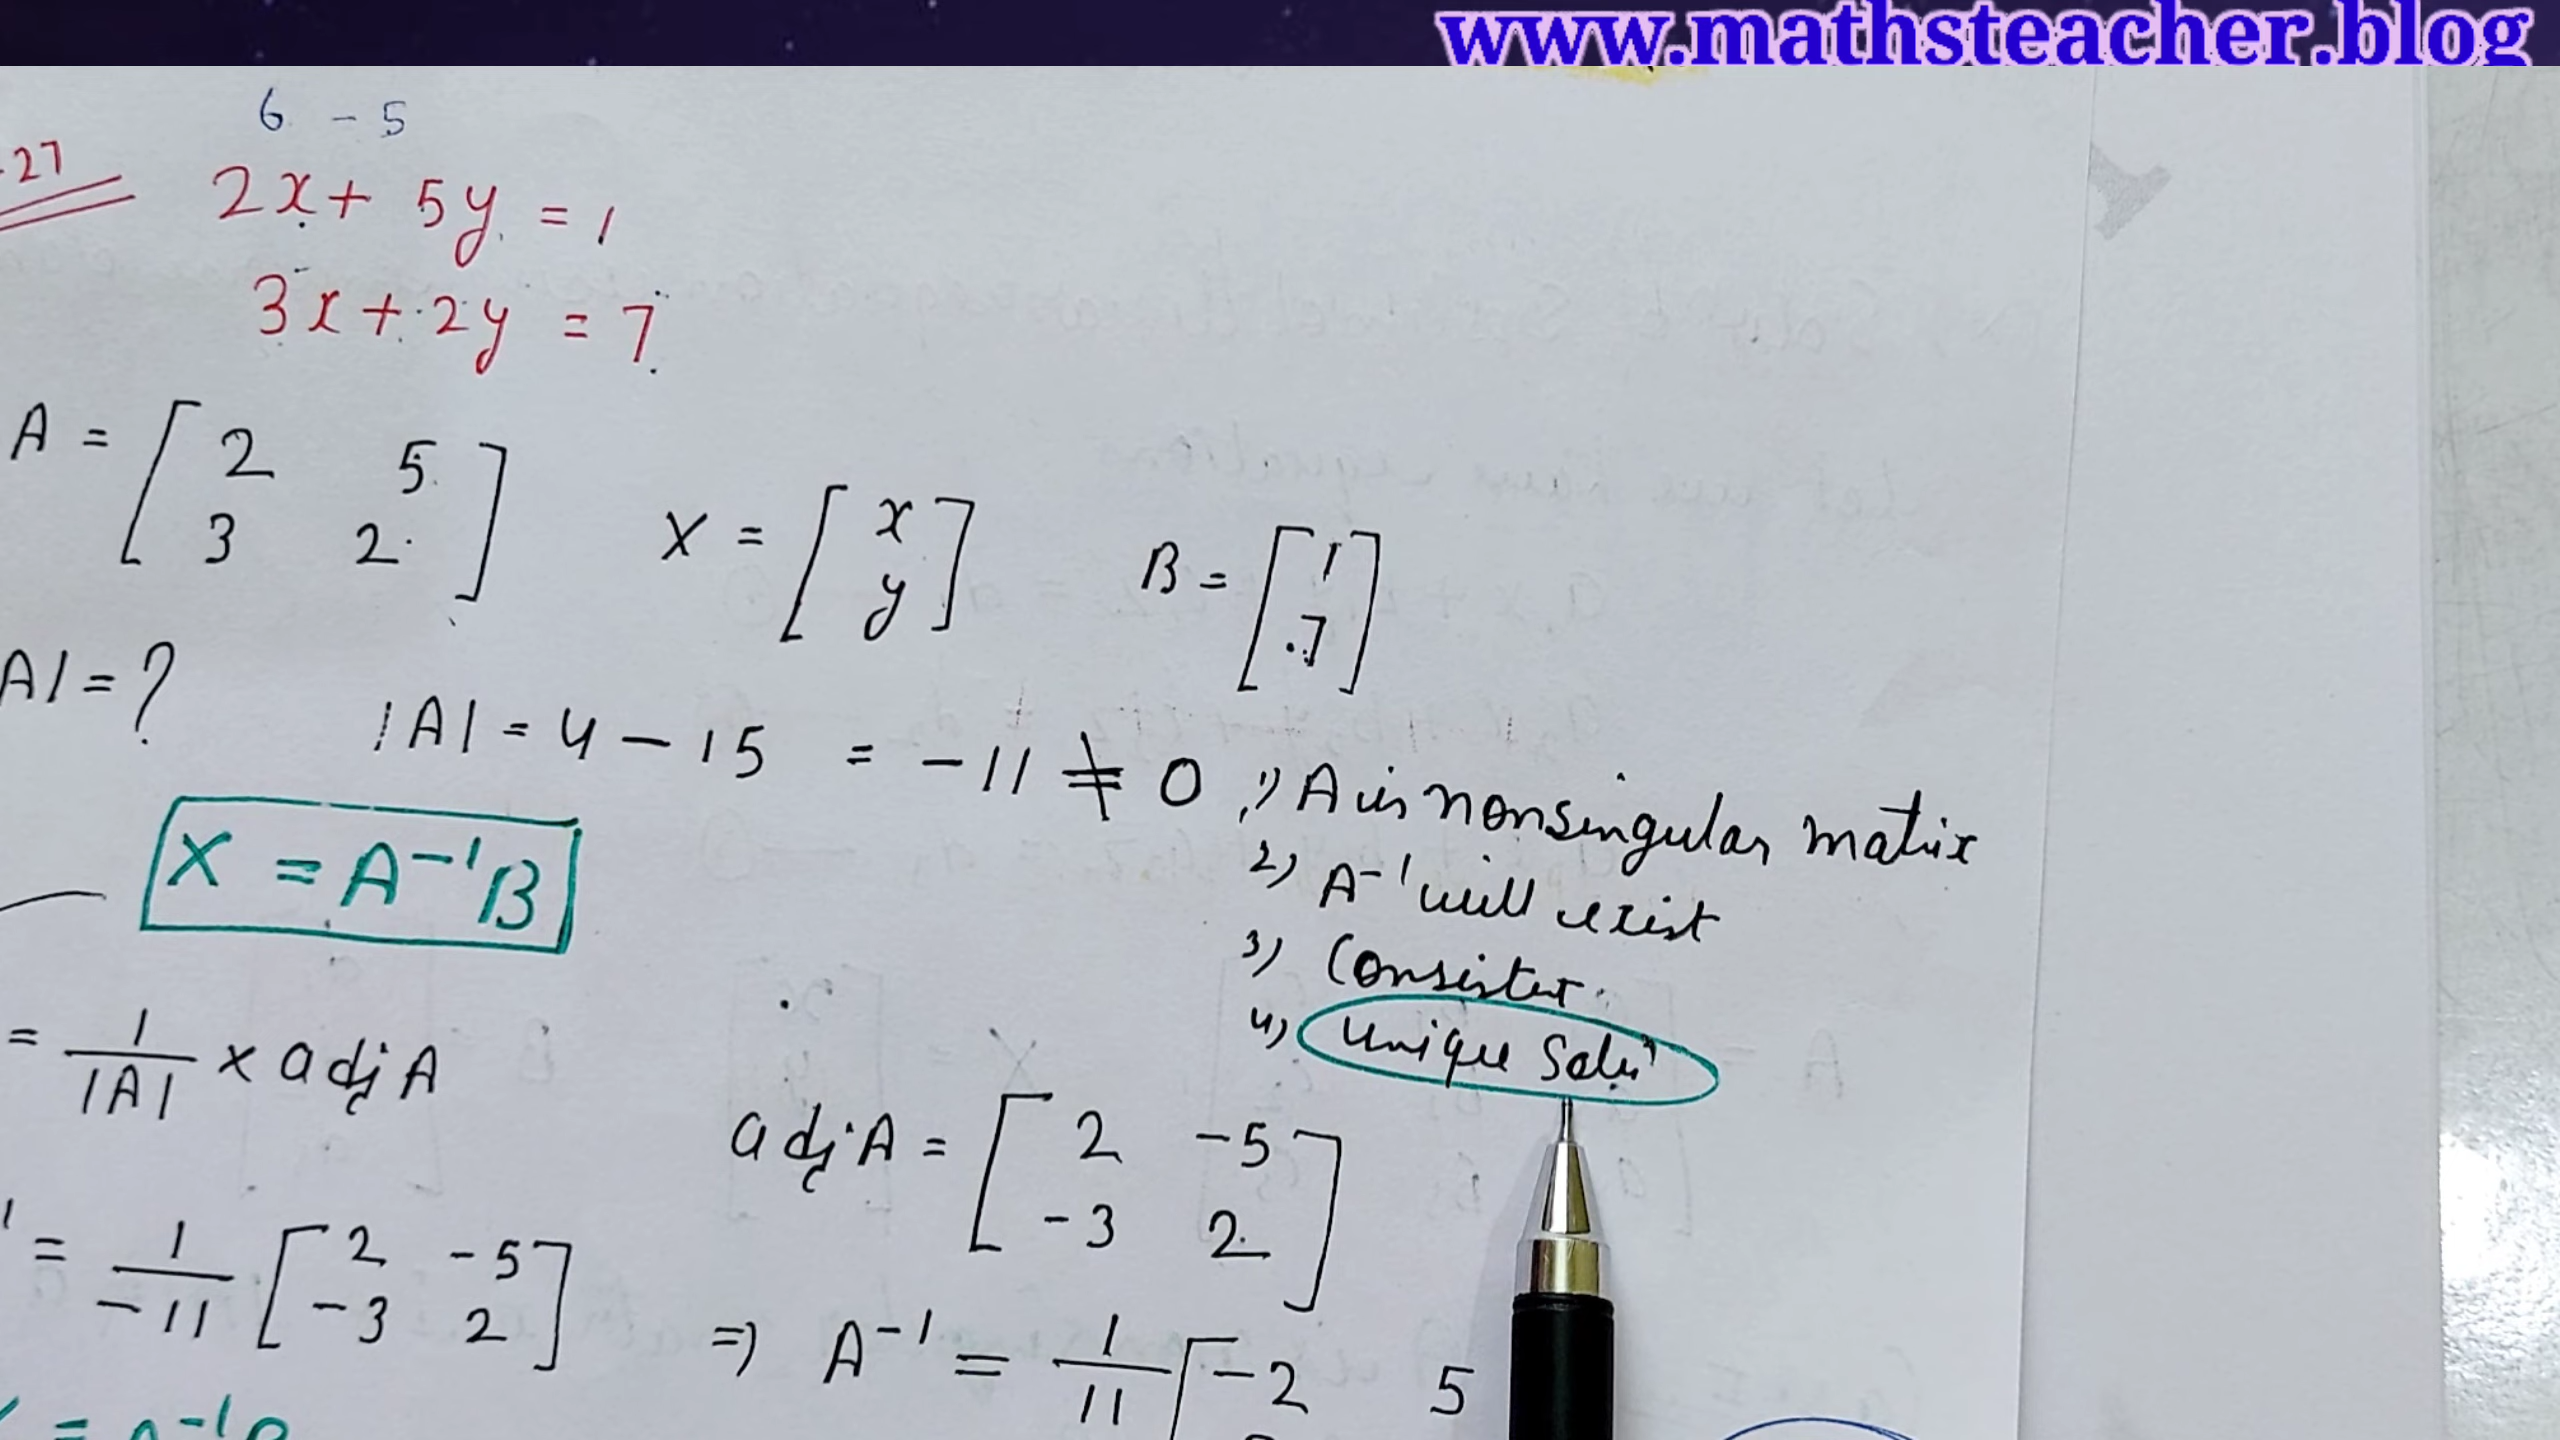 www.mathsteacher.blog
6 - 5
27
2x + 5y = 1
3x + 2y = 7
A = [2 5
3 2]
X = [x
y]
B = [1
7]
A| = ?
|A| = 4 - 15 = -11 ≠ 0, 1) A is nonsingular matrix
2) A⁻¹ will exist
X = A⁻¹B
3) Consistent
4) Unique Solu
= 1/|A| x adj A
adj A = [2 -5
-3 2]
= 1/-11 [2 -5
-3 2]
=) A⁻¹ = 1/11 [-2 5